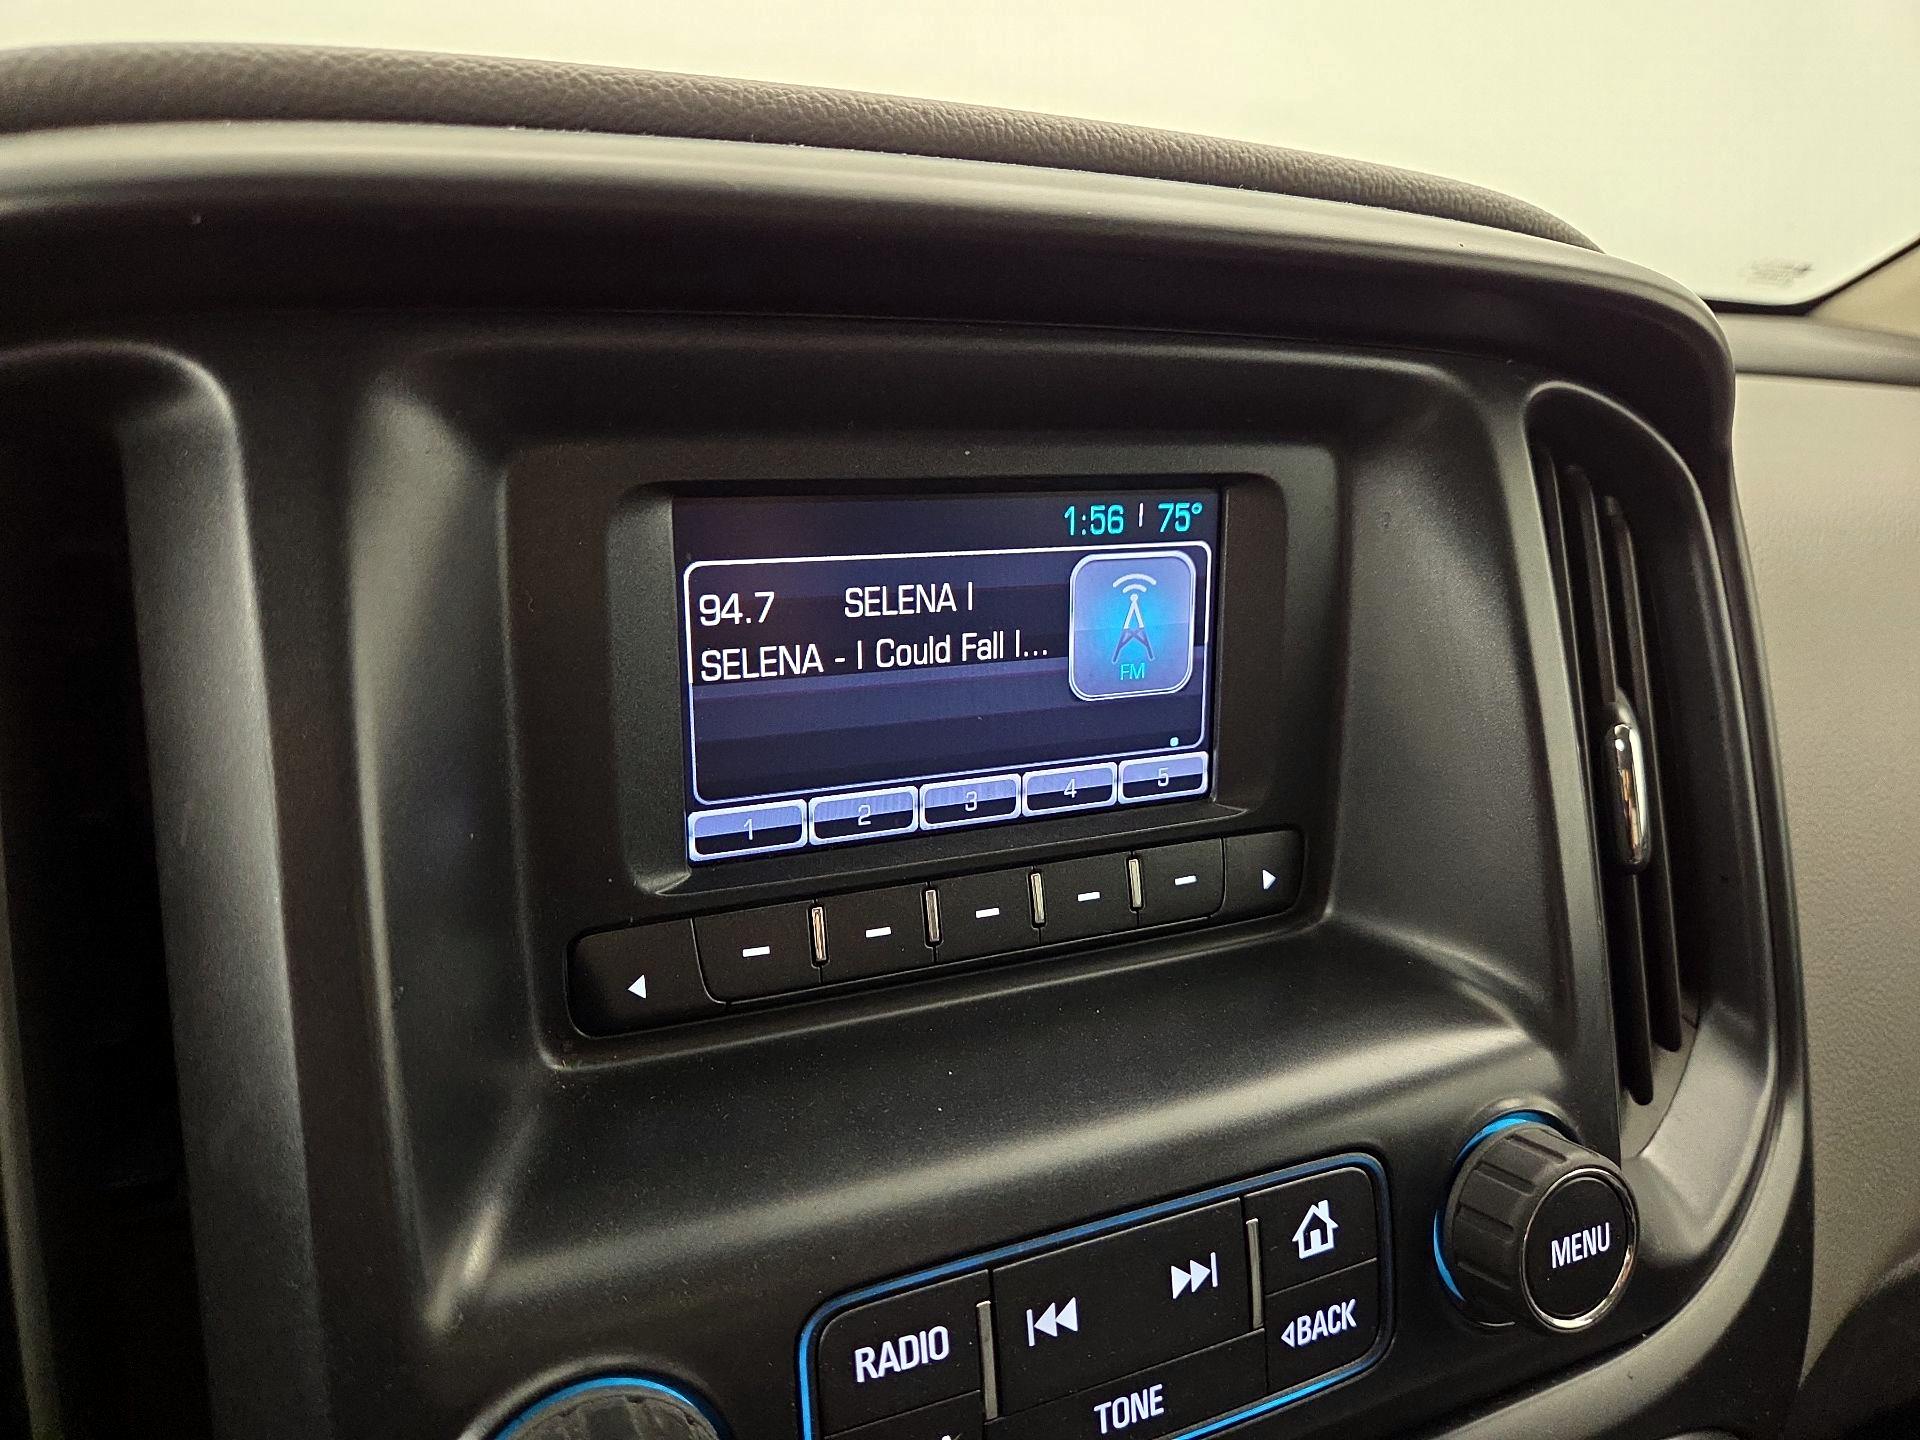 1:56 | 75°
94.7 SELENA I
SELENA - I Could Fall I...
FM
1 2 3 4 5
MENU
RADIO
BACK
TONE